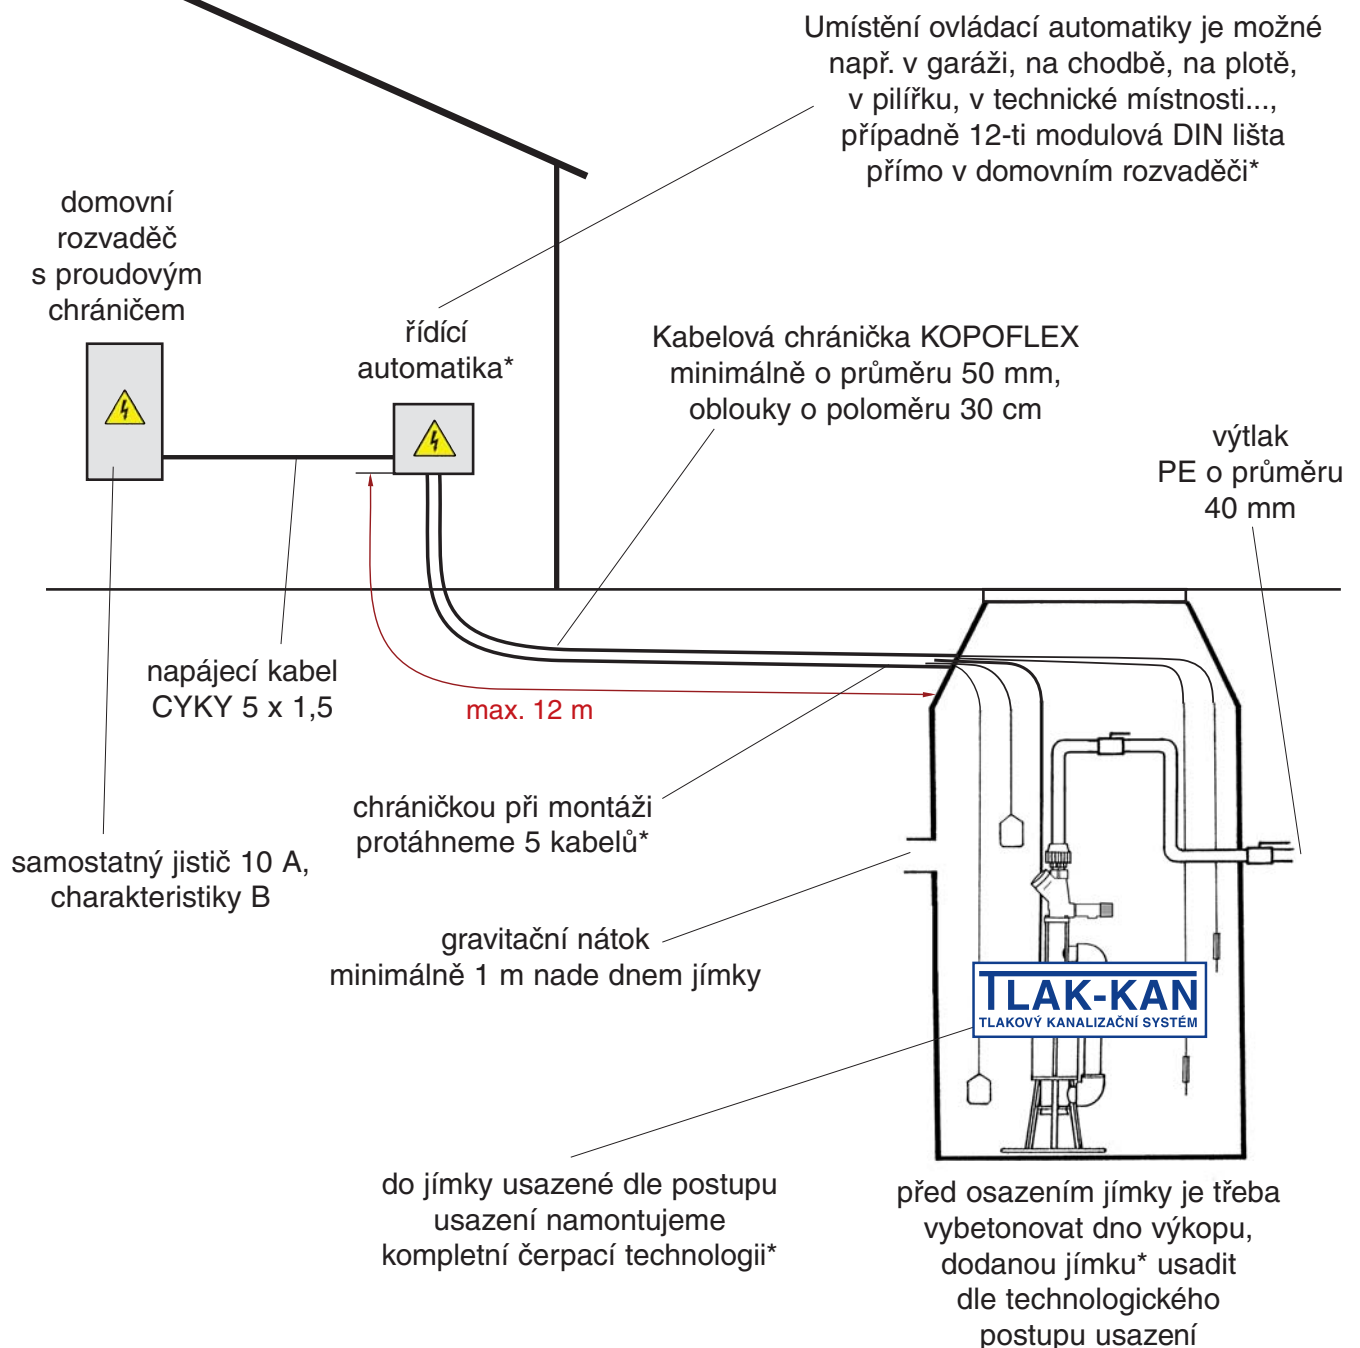 Umístění ovládací automatiky je možné
např. v garáži, na chodbě, na plotě,
v pilířku, v technické místnosti...,
případně 12-ti modulová DIN lišta
přímo v domovním rozvaděči*
domovní
rozvaděč
s proudovým
chráničem
řídící
automatika*
Kabelová chránička KOPOFLEX
minimálně o průměru 50 mm,
oblouky o poloměru 30 cm
výtlak
PE o průměru
40 mm
napájecí kabel
CYKY 5 x 1,5
max. 12 m
chráničkou při montáži
protáhneme 5 kabelů*
samostatný jistič 10 A,
charakteristiky B
gravitační nátok
minimálně 1 m nade dnem jímky
TLAK-KAN
TLAKOVÝ KANALIZAČNÍ SYSTÉM
do jímky usazené dle postupu
usazení namontujeme
kompletní čerpací technologii*
před osazením jímky je třeba
vybetonovat dno výkopu,
dodanou jímku* usadit
dle technologického
postupu usazení